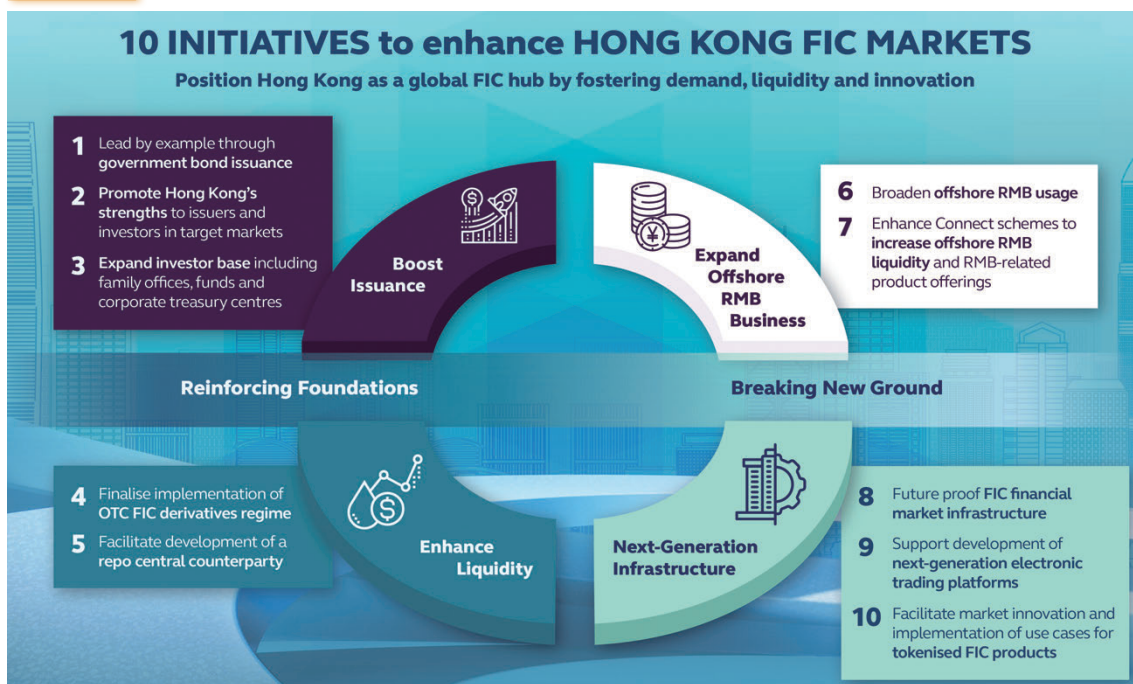 10 INITIATIVES to enhance HONG KONG FIC MARKETS
Position Hong Kong as a global FIC hub by fostering demand, liquidity and innovation
1 Lead by example through
government bond issuance
2 Promote Hong Kong's
strengths to issuers and
investors in target markets
3 Expand investor base including
family offices, funds and
corporate treasury centres
Boost
Issuance
Expand
Offshore
RMB
Business
6 Broaden offshore RMB usage
7 Enhance Connect schemes to
increase offshore RMB
liquidity and RMB-related
product offerings
Reinforcing Foundations
Breaking New Ground
4 Finalise implementation of
OTC FIC derivatives regime
5 Facilitate development of a
repo central counterparty
Enhance
Liquidity
Next-Generation
Infrastructure
8 Future proof FIC financial
market infrastructure
9 Support development of
next-generation electronic
trading platforms
10 Facilitate market innovation and
implementation of use cases for
tokenised FIC products